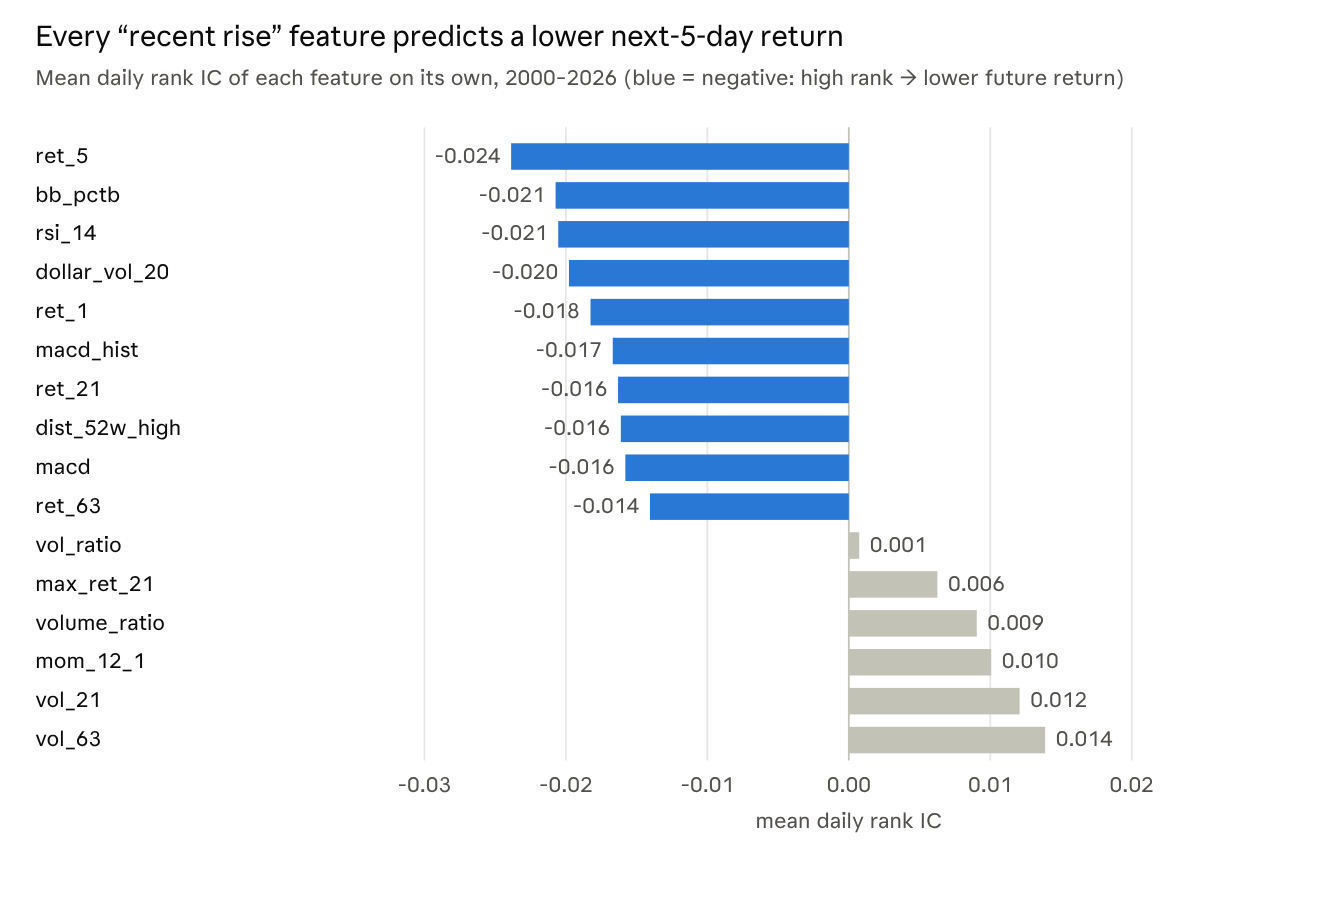 Every “recent rise” feature predicts a lower next-5-day return
Mean daily rank IC of each feature on its own, 2000–2026 (blue = negative: high rank → lower future return)
ret_5 -0.024
bb_pctb -0.021
rsi_14 -0.021
dollar_vol_20 -0.020
ret_1 -0.018
macd_hist -0.017
ret_21 -0.016
dist_52w_high -0.016
macd -0.016
ret_63 -0.014
vol_ratio 0.001
max_ret_21 0.006
volume_ratio 0.009
mom_12_1 0.010
vol_21 0.012
vol_63 0.014
-0.03 -0.02 -0.01 0.00 0.01 0.02
mean daily rank IC